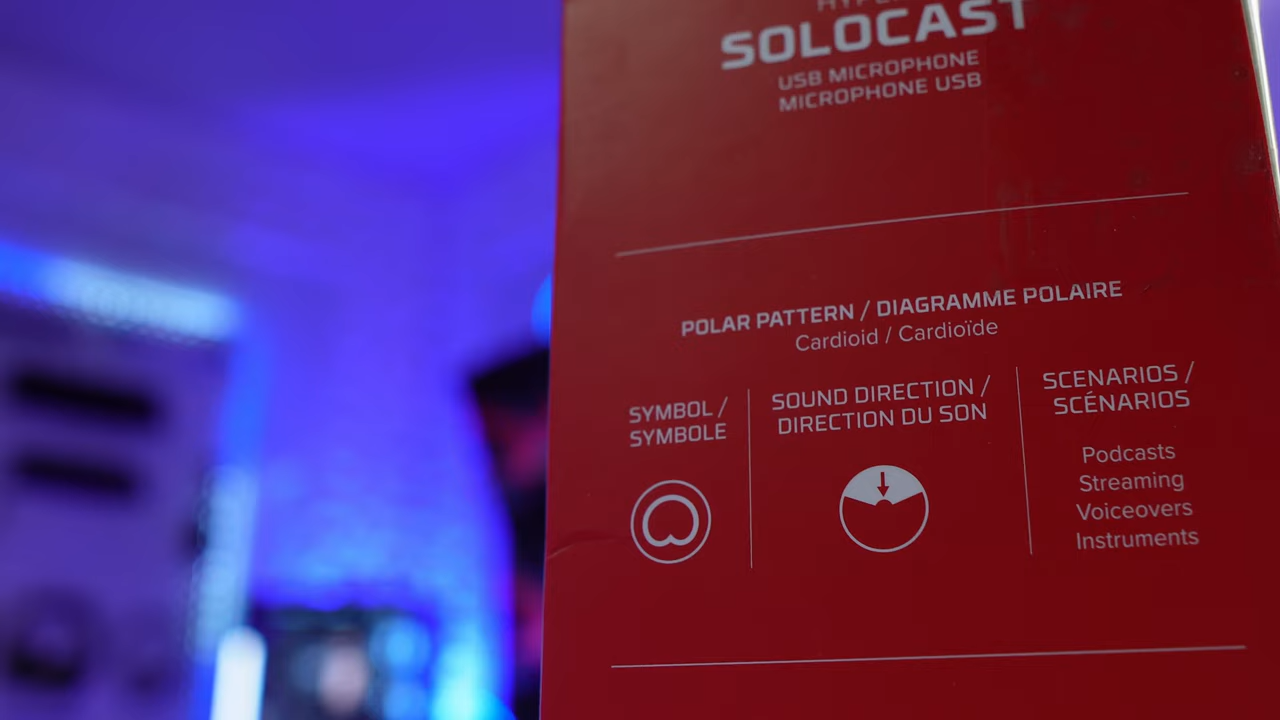 SOLOCAST
USB MICROPHONE
MICROPHONE USB
POLAR PATTERN / DIAGRAMME POLAIRE
Cardioid / Cardioïde
SYMBOL /
SYMBOLE
SOUND DIRECTION /
DIRECTION DU SON
SCENARIOS /
SCÉNARIOS
Podcasts
Streaming
Voiceovers
Instruments